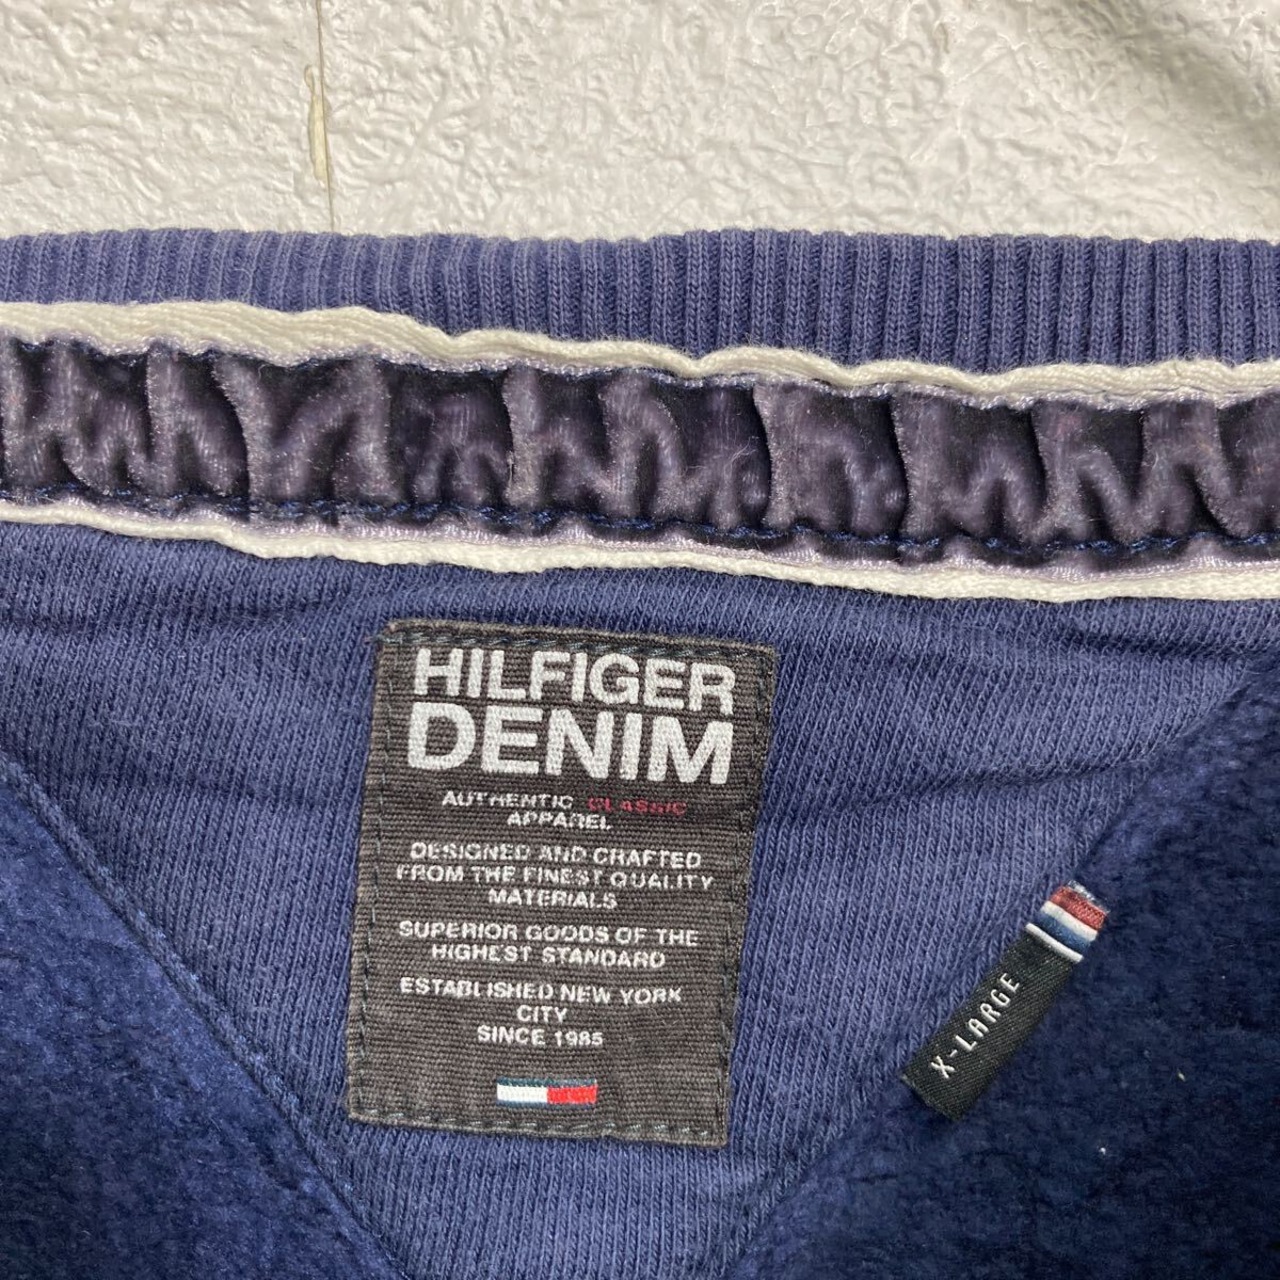 HILFIGER
DENIM
AUTHENTIC CLASSIC
APPAREL
DESIGNED AND CRAFTED
FROM THE FINEST QUALITY
MATERIALS
SUPERIOR GOODS OF THE
HIGHEST STANDARD
ESTABLISHED NEW YORK
CITY
SINCE 1985
X-LARGE